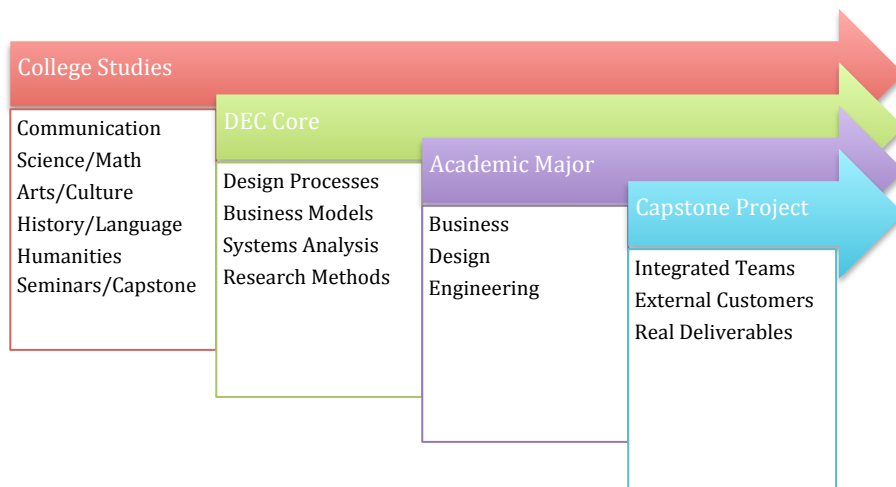 College Studies
Communication
Science/Math
Arts/Culture
History/Language
Humanities
Seminars/Capstone
DEC Core
Design Processes
Business Models
Systems Analysis
Research Methods
Academic Major
Business
Design
Engineering
Capstone Project
Integrated Teams
External Customers
Real Deliverables